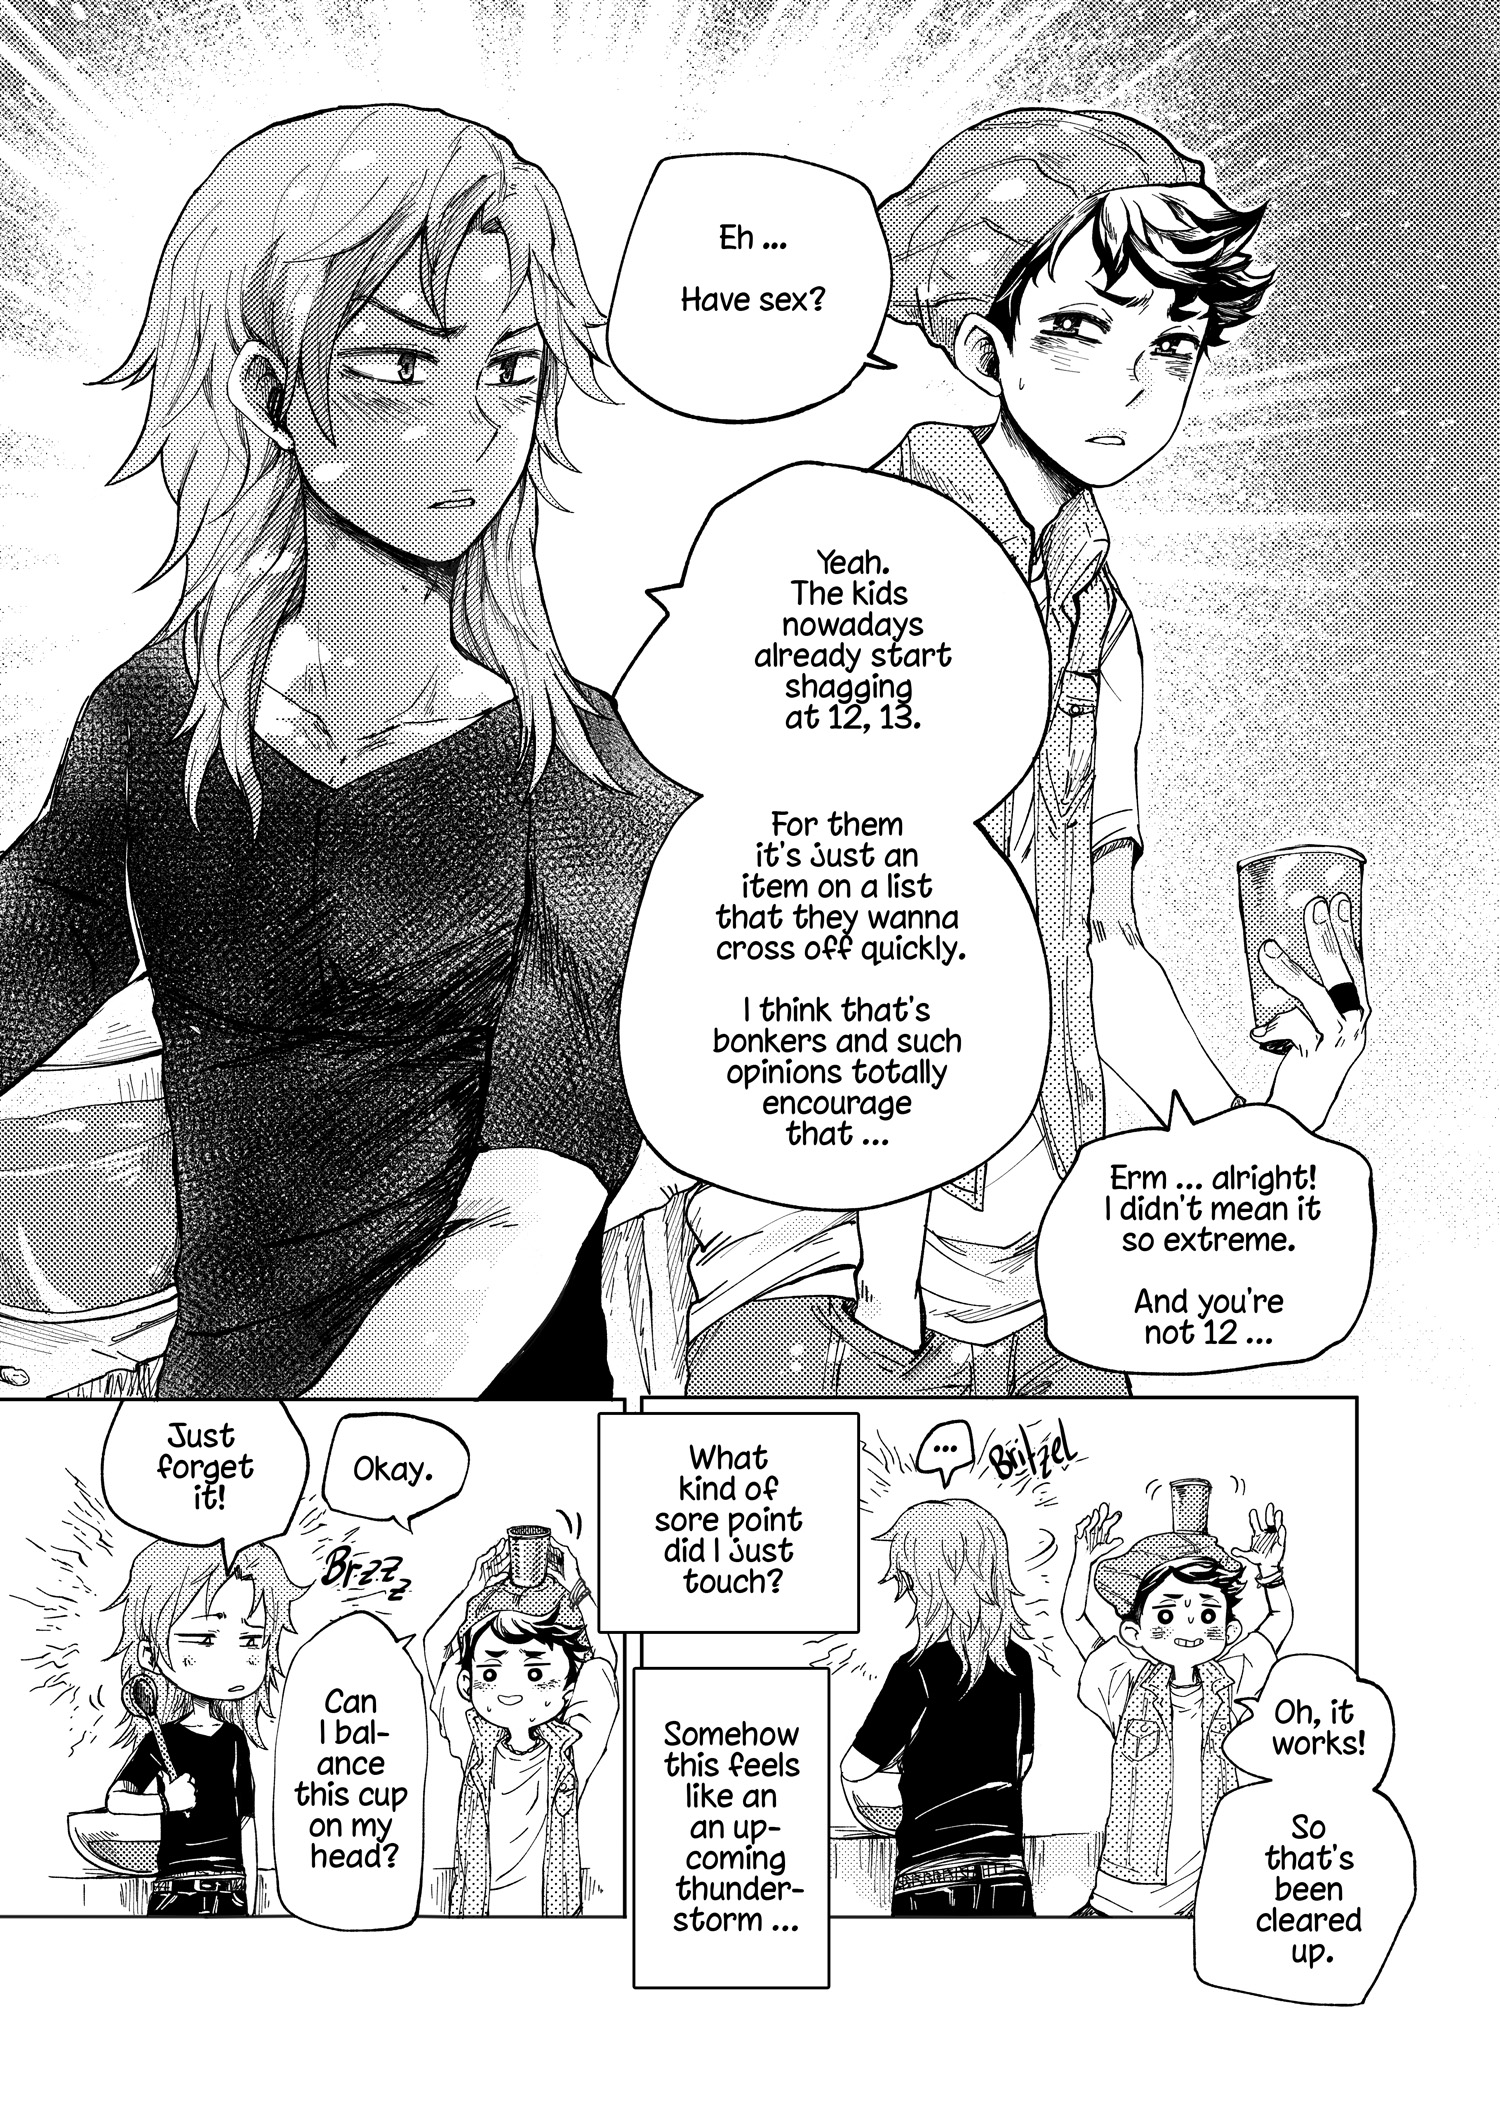 Eh ...
Have sex?
Yeah.
The kids
nowadays
already start
shagging
at 12, 13.
For them
it's just an
item on a list
that they wanna
cross off quickly.
I think that's
bonkers and such
opinions totally
encourage
that ...
Erm ... alright!
I didn't mean it
so extreme.
And you're
not 12 ...
Just
forget
it!
Okay.
Brzzz
Can
I bal-
ance
this cup
on my
head?
What
kind of
sore point
did I just
touch?
Somehow
this feels
like an
an up-
coming
thunder-
storm ...
...
Britzel
Oh, it
works!
So
that's
been
cleared
up.